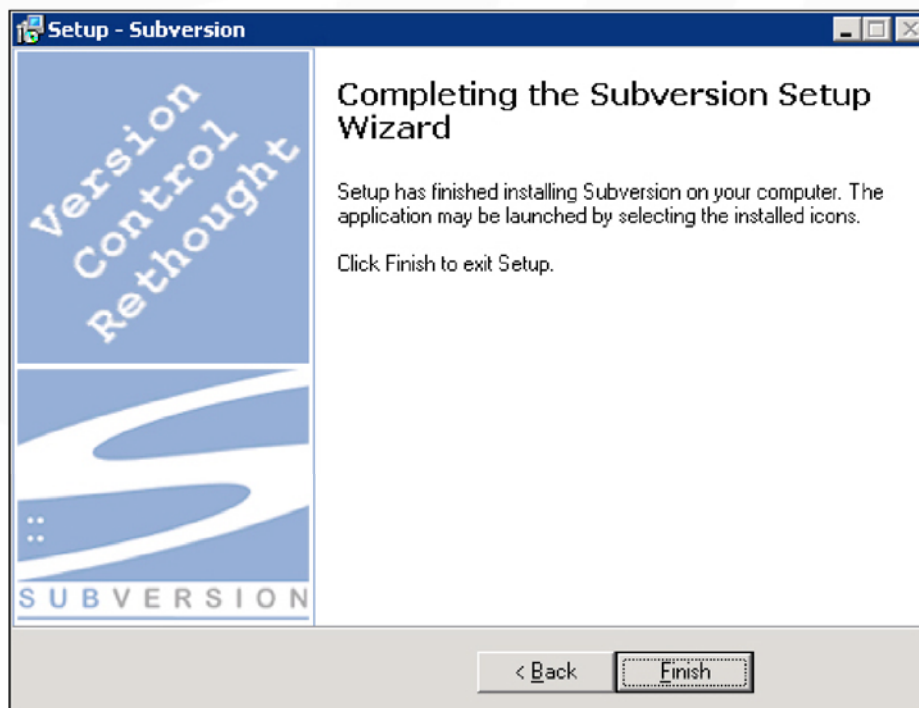 Setup - Subversion
Version
Control
Rethought
SUBVERSION
Completing the Subversion Setup
Wizard
Setup has finished installing Subversion on your computer. The
application may be launched by selecting the installed icons.
Click Finish to exit Setup.
< Back
Finish